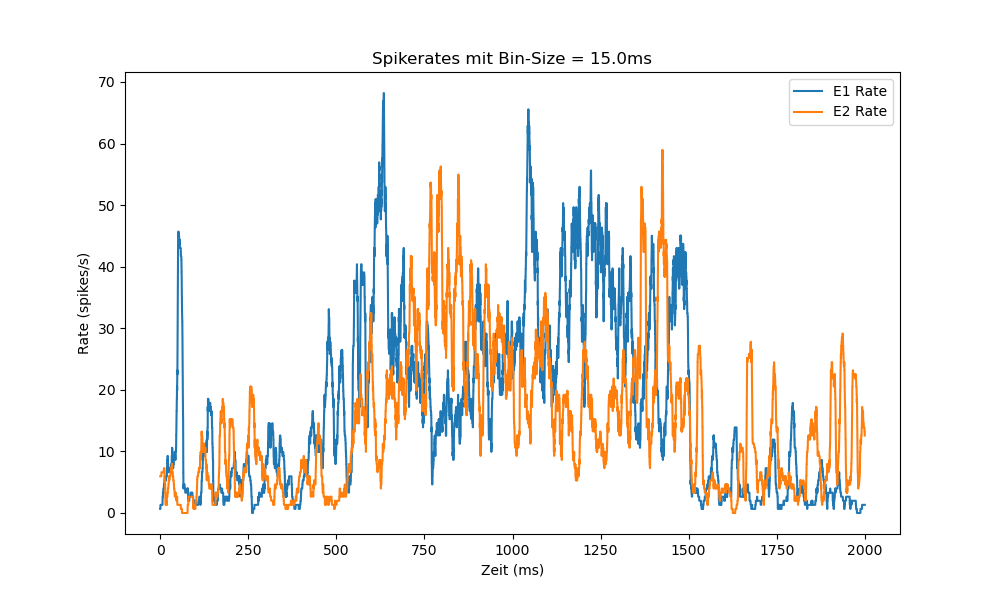 Spikerates mit Bin-Size = 15.0ms
E1 Rate
E2 Rate
Rate (spikes/s)
70
60
50
40
30
20
10
0
0 250 500 750 1000 1250 1500 1750 2000
Zeit (ms)